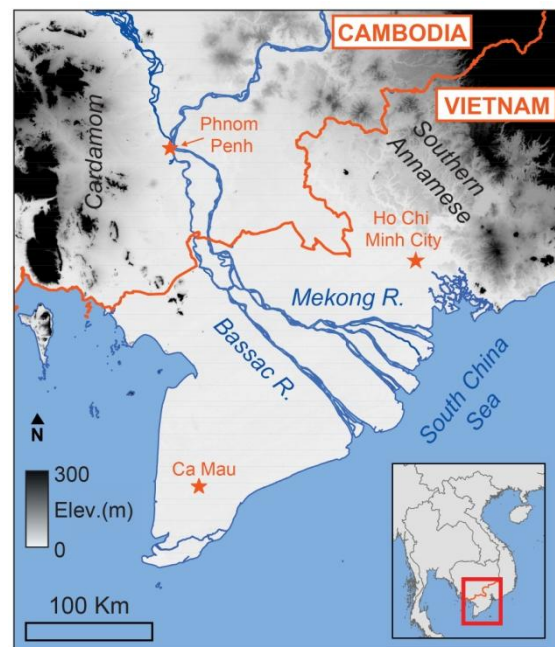 CAMBODIA
VIETNAM
Phnom
Penh
Cardamom
Southern
Annamese
Ho Chi
Minh City
Mekong R.
Bassac R.
South China
Sea
N
Ca Mau
300
Elev.(m)
0
100 Km